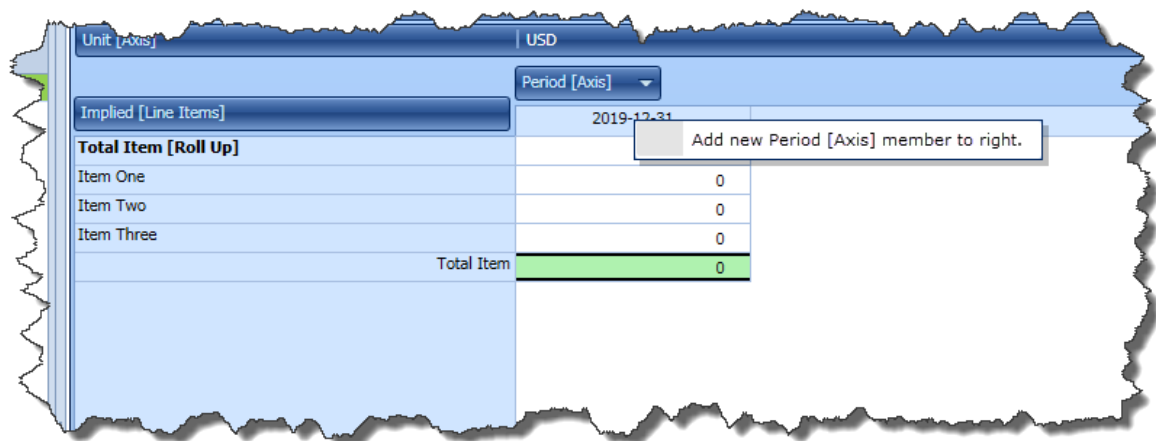 Unit [Axis] USD
Period [Axis]
Implied [Line Items] 2019-12-31
Add new Period [Axis] member to right.
Total Item [Roll Up]
Item One 0
Item Two 0
Item Three 0
Total Item 0